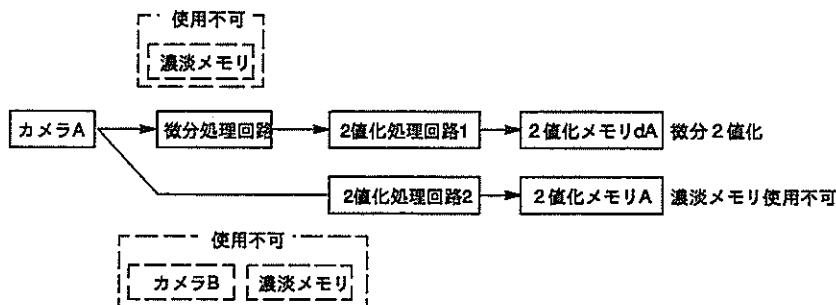 使用不可
濃淡メモリ
カメラA 微分処理回路 2値化処理回路1 2値化メモリdA 微分2値化
2値化処理回路2 2値化メモリA 濃淡メモリ使用不可
使用不可
カメラB 濃淡メモリ